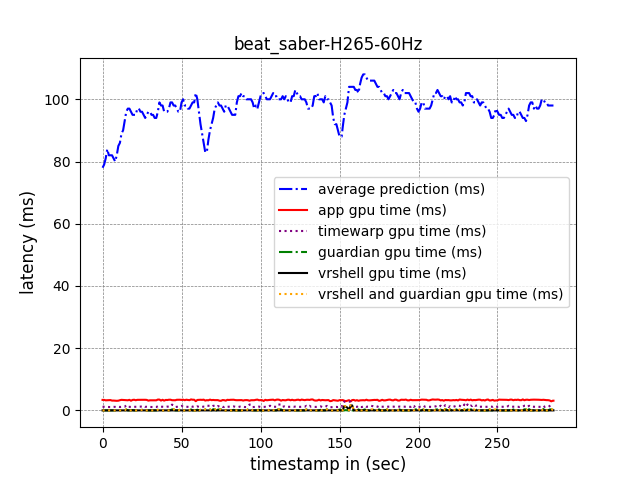 beat_saber-H265-60Hz
latency (ms)
100
80
60
40
20
0
average prediction (ms)
app gpu time (ms)
timewarp gpu time (ms)
guardian gpu time (ms)
vrshell gpu time (ms)
vrshell and guardian gpu time (ms)
0 50 100 150 200 250
timestamp in (sec)